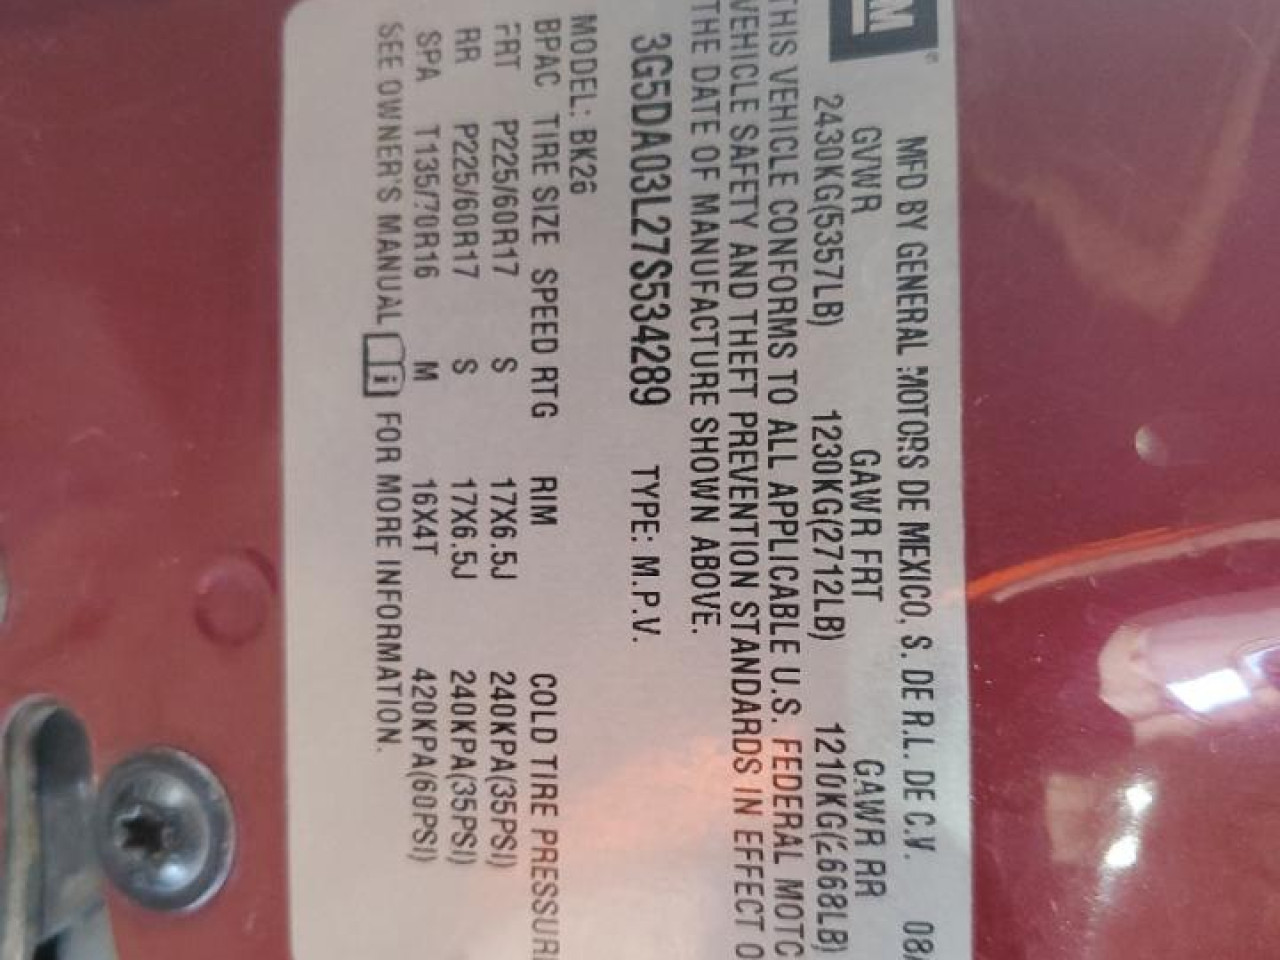 GM
MFD BY GENERAL MOTORS DE MEXICO, S. DE R.L. DE C.V. 08/
GVWR GAWR FRT GAWR RR
2430KG(5357LB) 1230KG(2712LB) 1210KG(2668LB)
THIS VEHICLE CONFORMS TO ALL APPLICABLE U.S. FEDERAL MOTO
VEHICLE SAFETY AND THEFT PREVENTION STANDARDS IN EFFECT O
THE DATE OF MANUFACTURE SHOWN ABOVE.
3G5DA03L27S534289 TYPE: M.P.V.
MODEL: BK26
BPAC TIRE SIZE SPEED RTG RIM COLD TIRE PRESSUR
FRT P225/60R17 S 17X6.5J 240KPA(35PSI)
RR P225/60R17 S 17X6.5J 240KPA(35PSI)
SPA T135/70R16 M 16X4T 420KPA(60PSI)
SEE OWNER'S MANUAL FOR MORE INFORMATION.